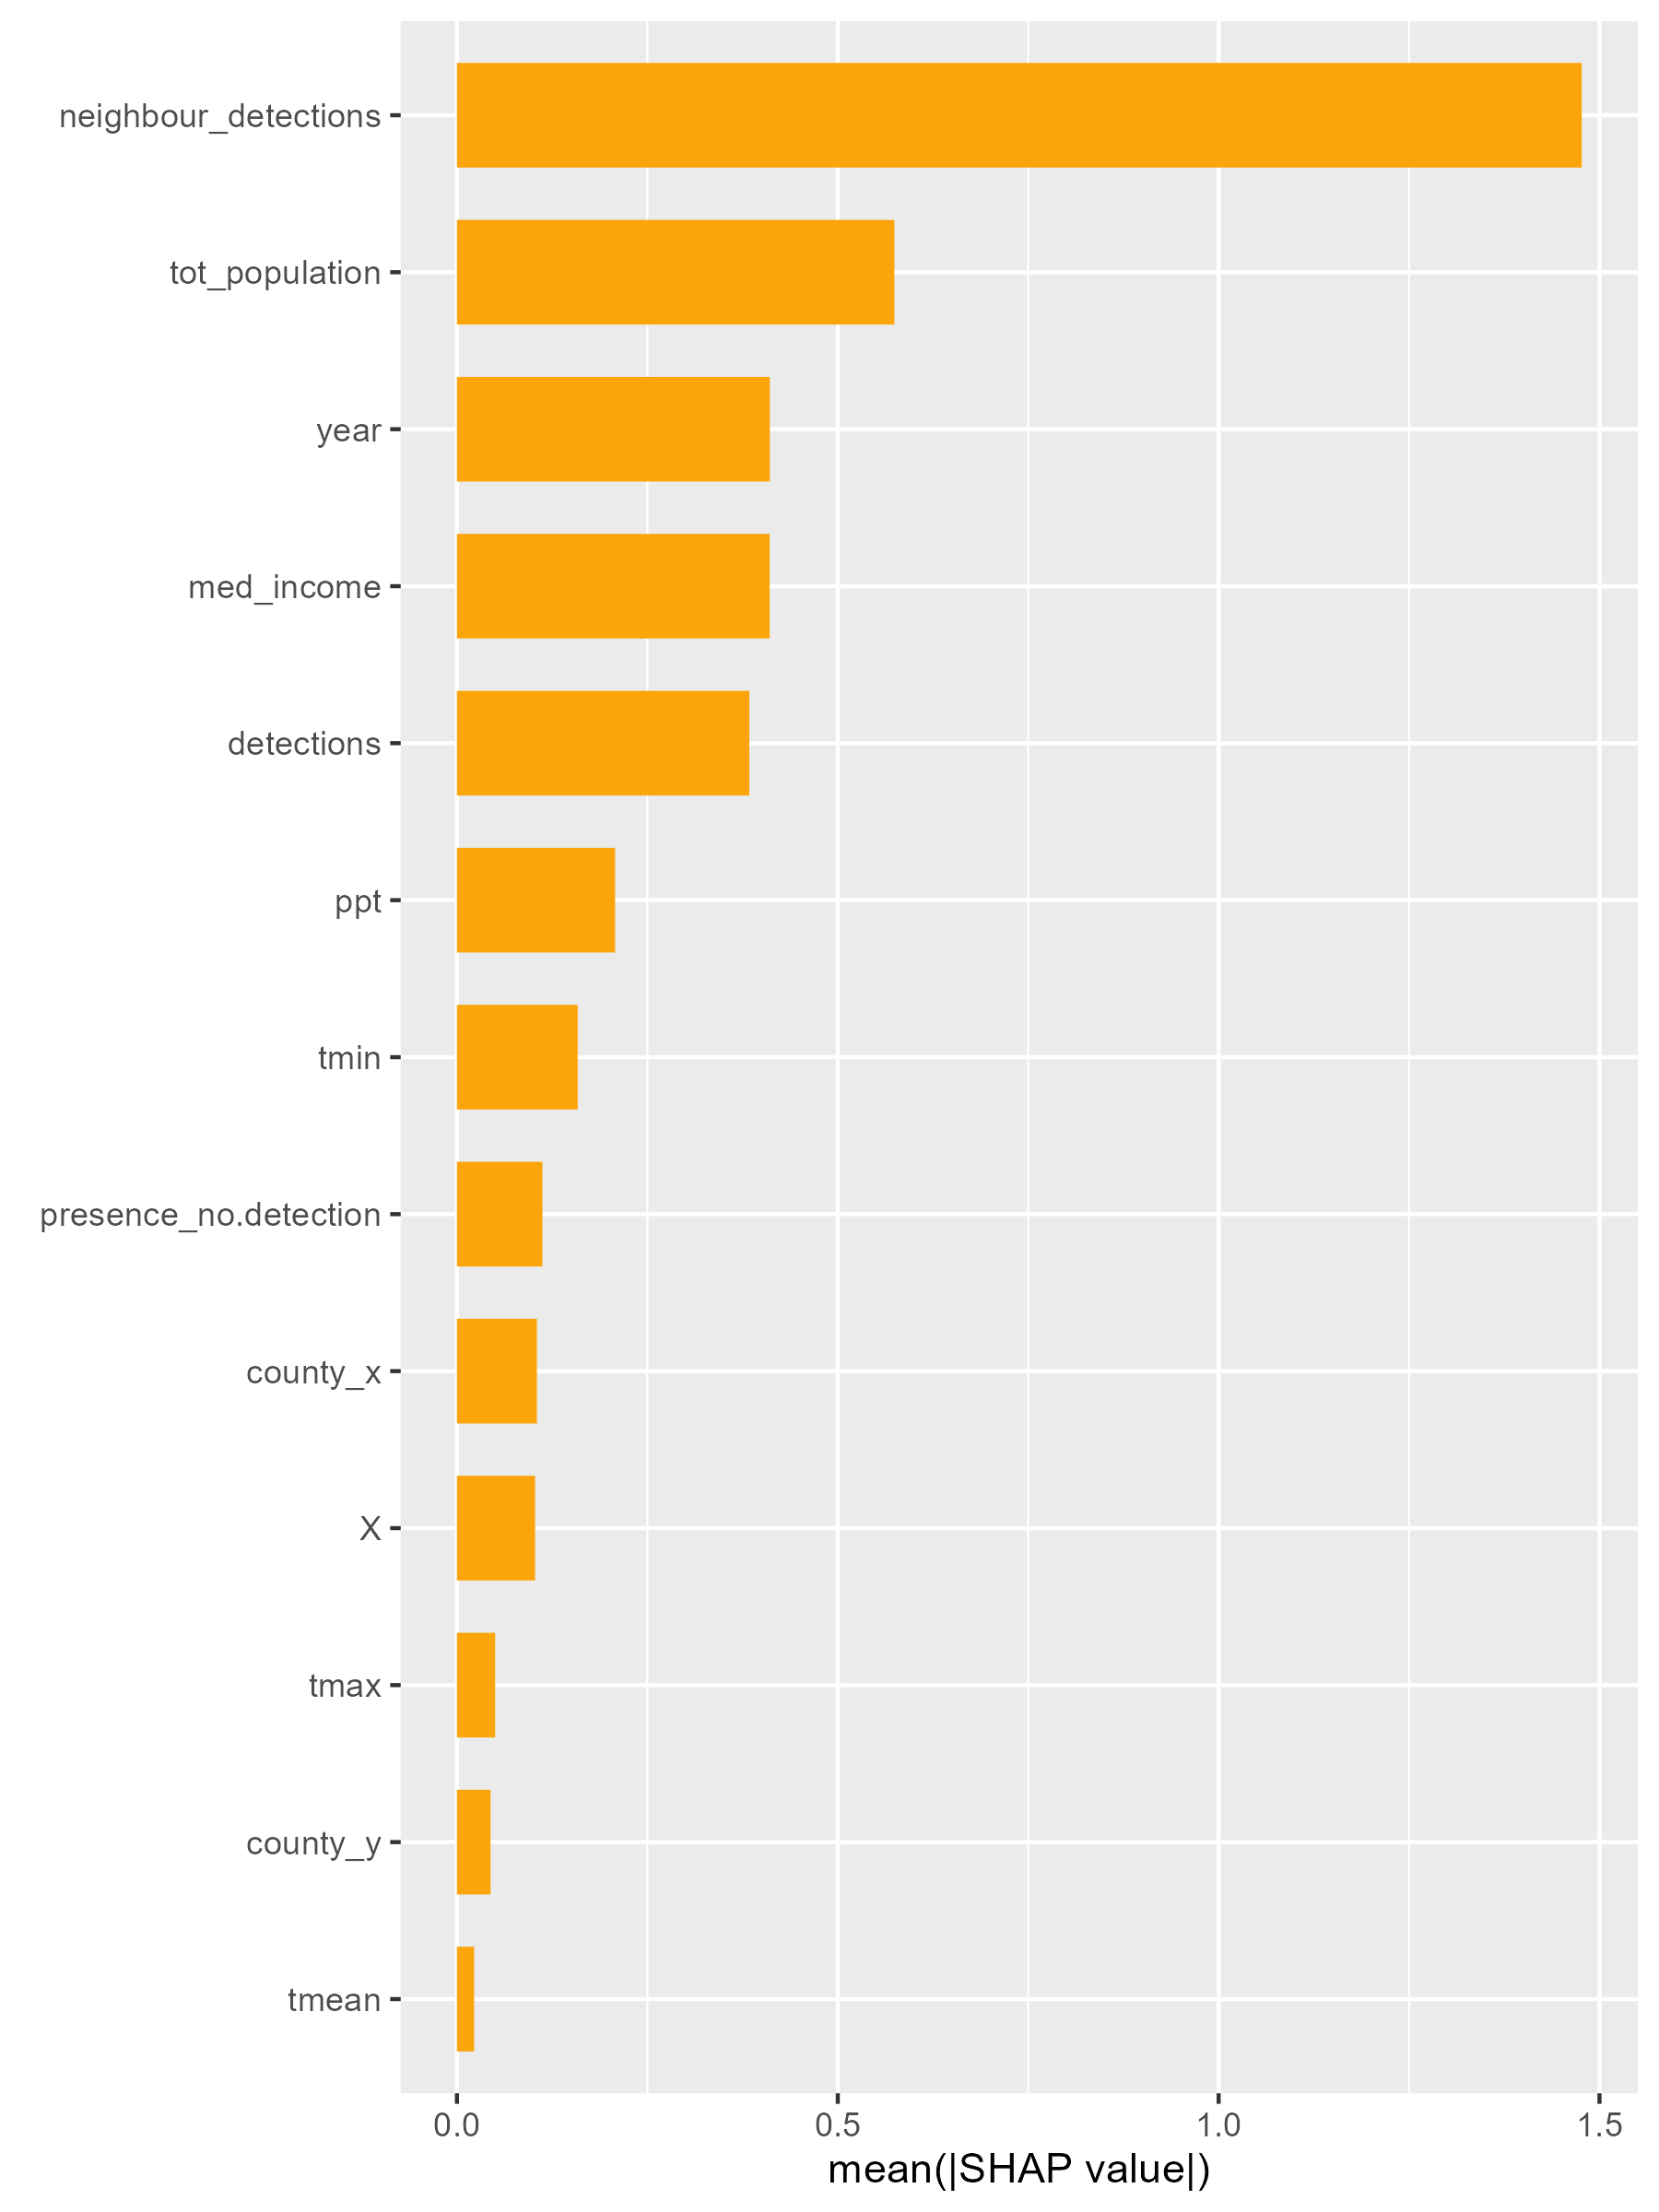 neighbour_detections
tot_population
year
med_income
detections
ppt
tmin
presence_no.detection
county_x
X
tmax
county_y
tmean
0.0 0.5 1.0 1.5
mean(|SHAP value|)